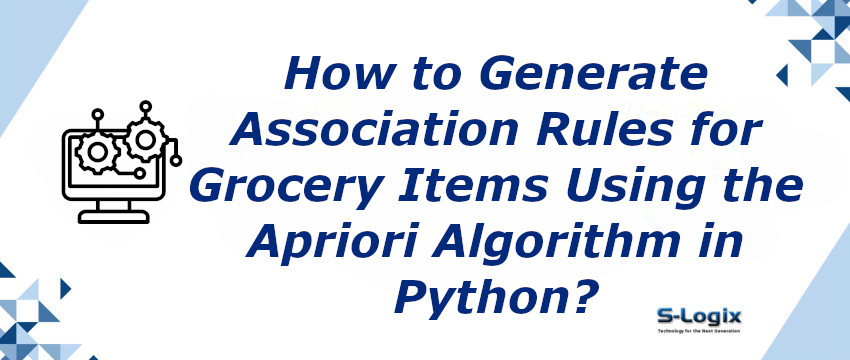 How to Generate
Association Rules for
Grocery Items Using the
Apriori Algorithm in
Python?
S-Logix
Technology for the Next Generation